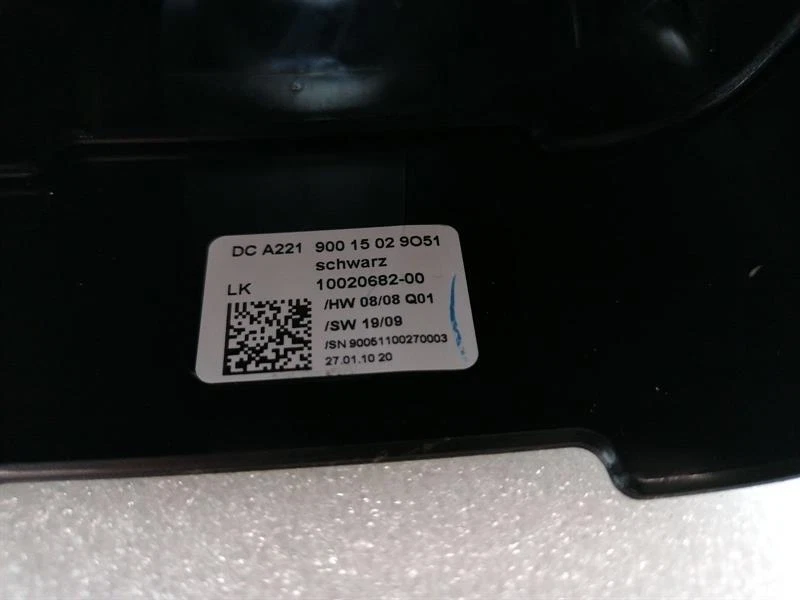 DC A221 900 15 02 9O51
schwarz
LK 10020682-00
/HW 08/08 Q01
/SW 19/09
/SN 90051100270003
27.01.10 20